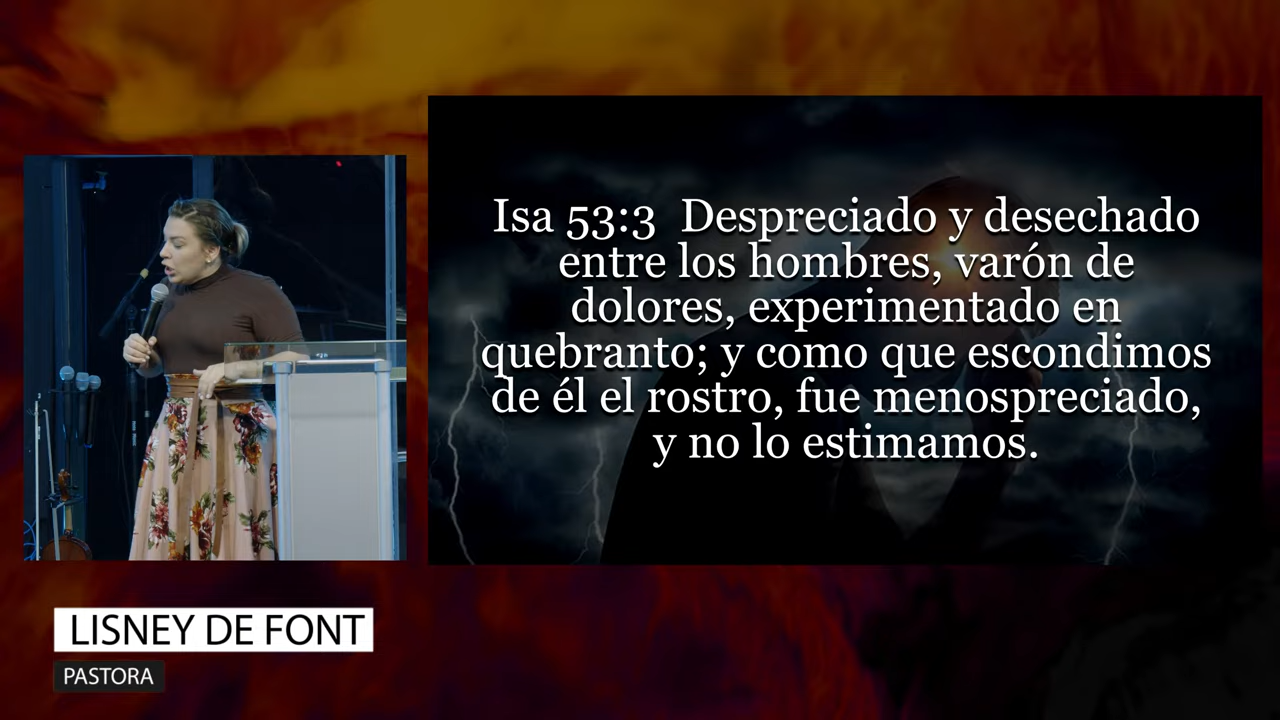 Isa 53:3  Despreciado y desechado
entre los hombres, varón de
dolores, experimentado en
quebranto; y como que escondimos
de él el rostro, fue menospreciado,
y no lo estimamos.
LISNEY DE FONT
PASTORA